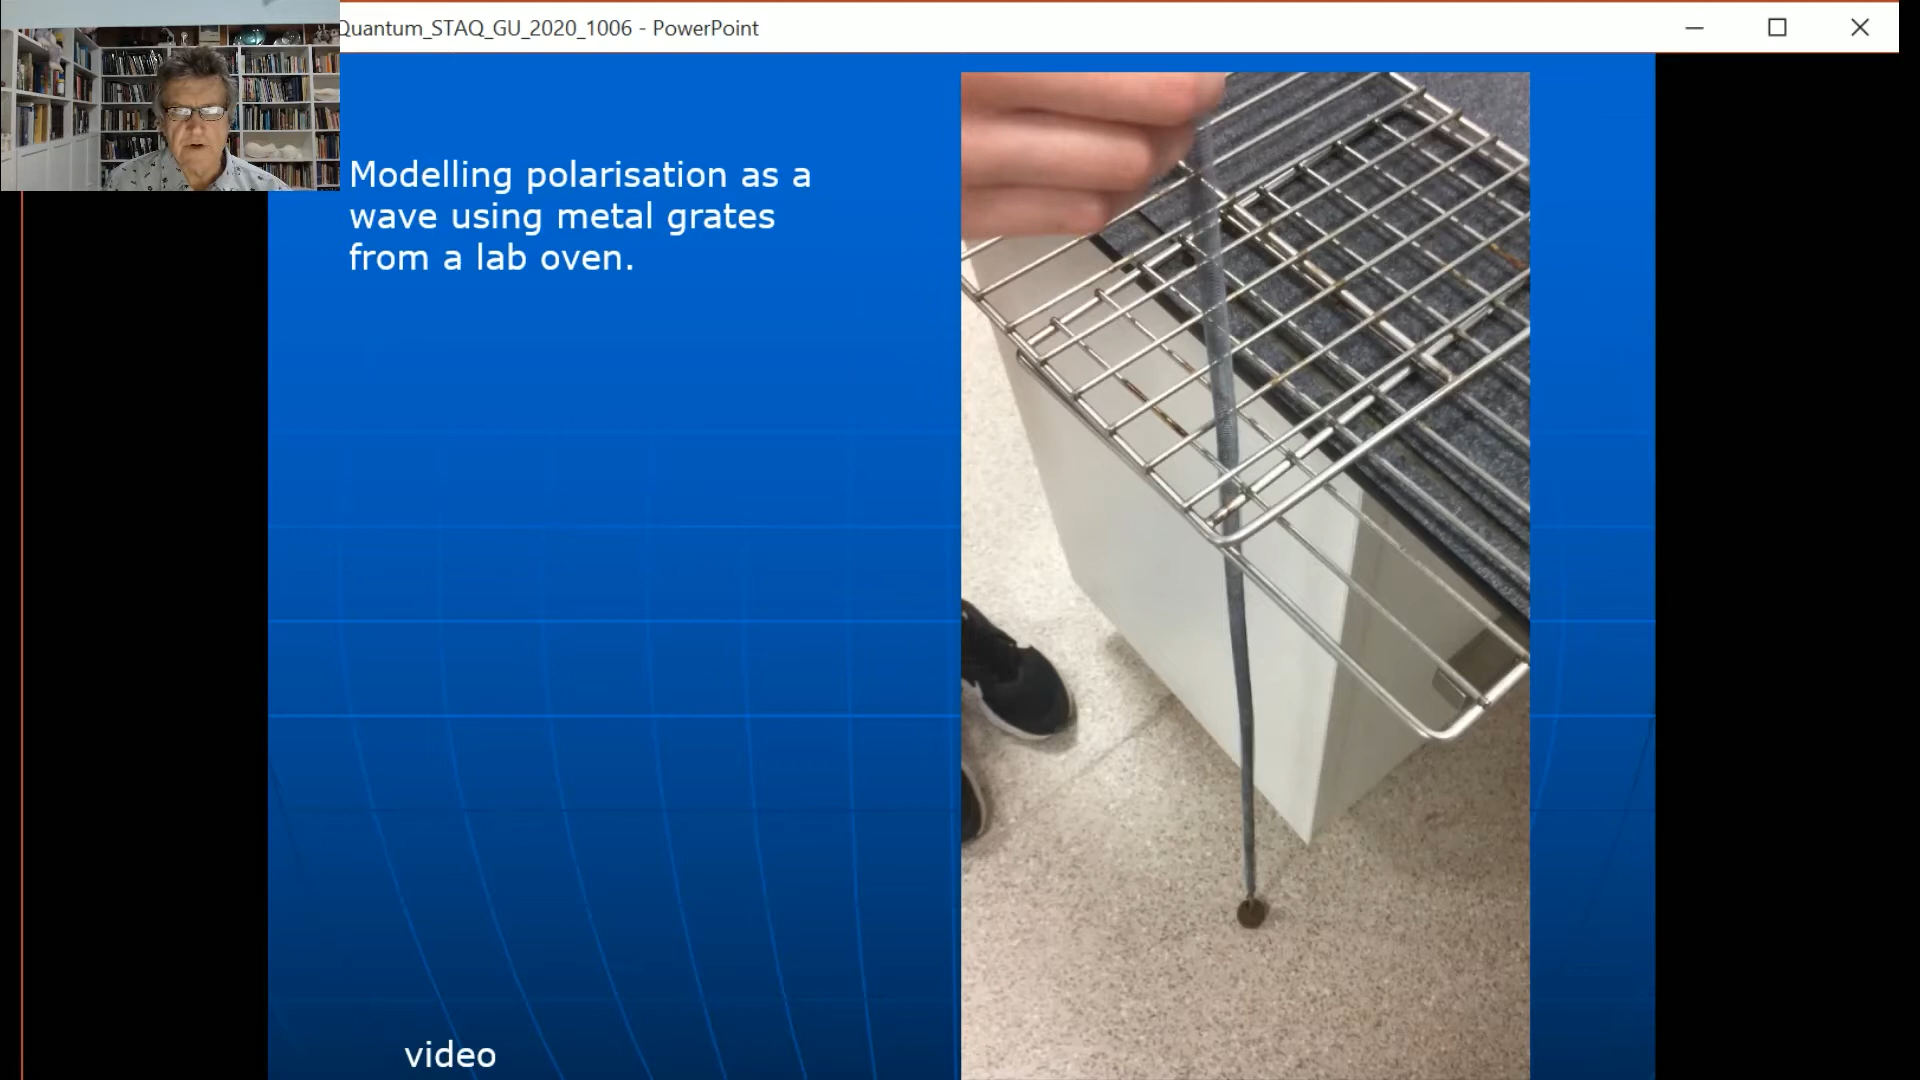 Quantum_STAQ_GU_2020_1006 - PowerPoint
Modelling polarisation as a
wave using metal grates
from a lab oven.
video